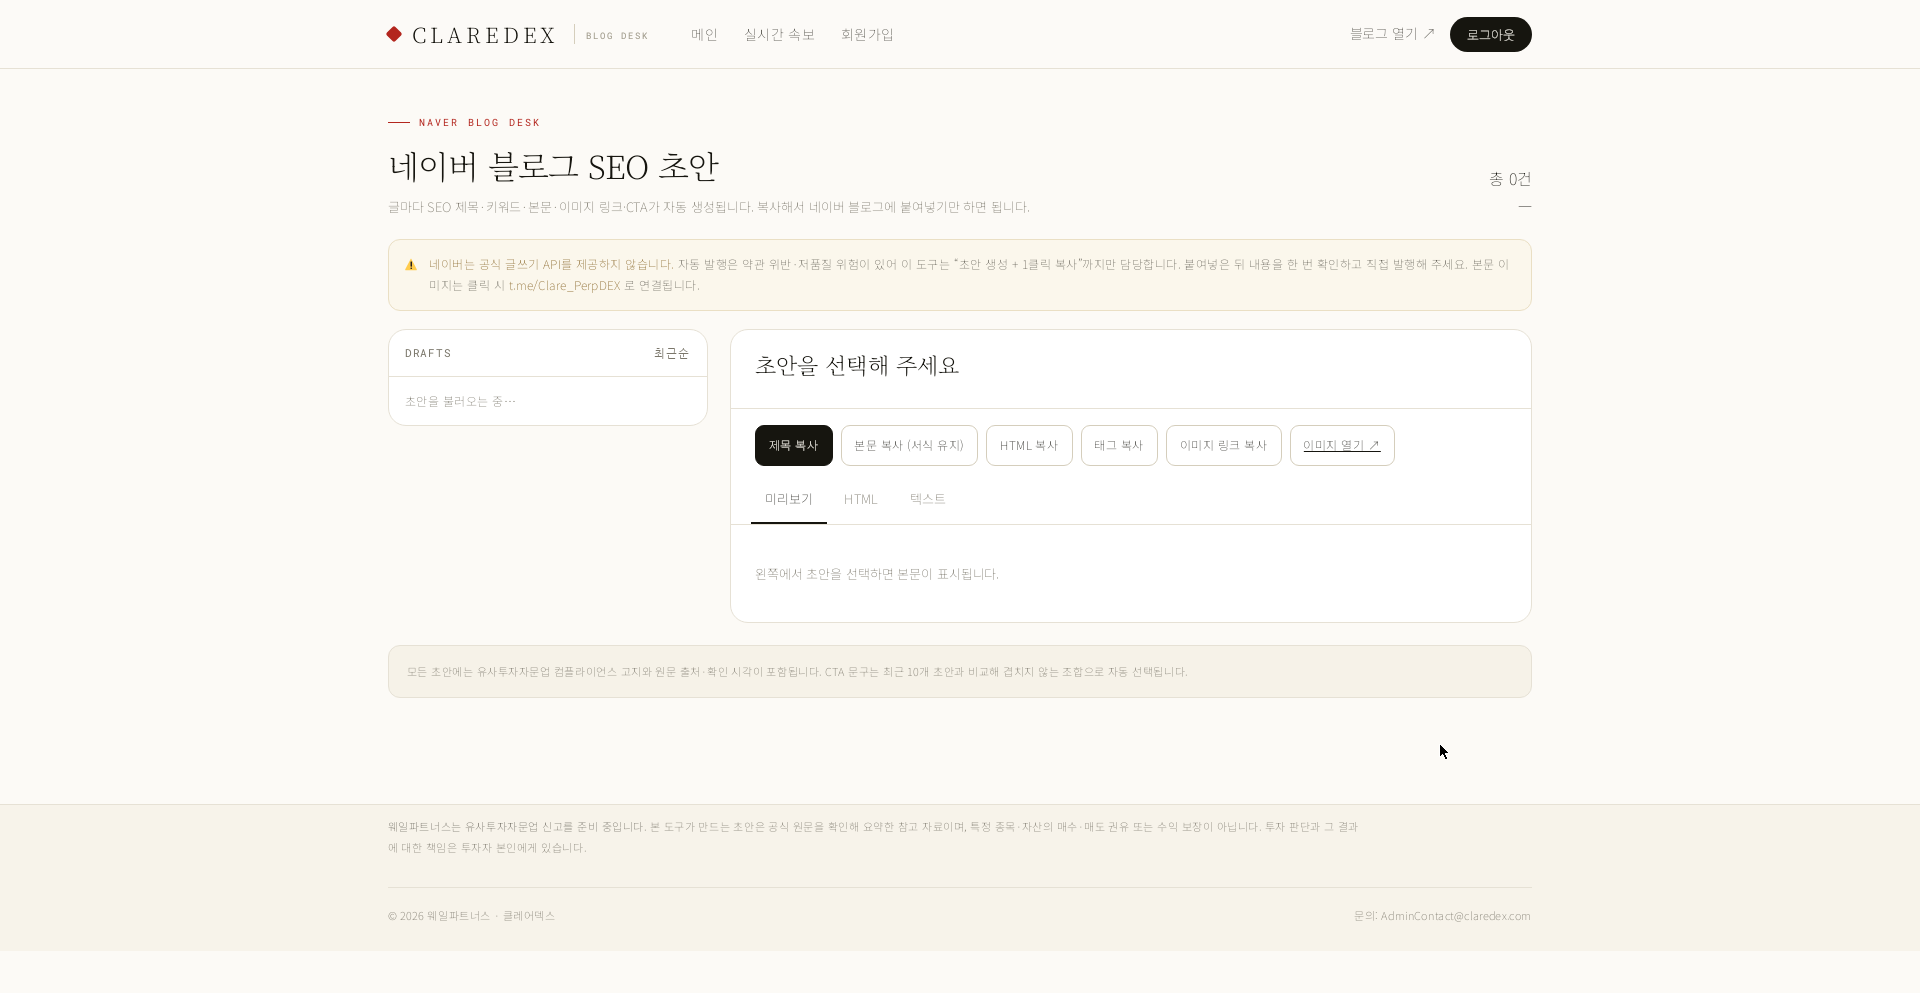 CLAREDEX
BLOG DESK
메인
실시간 속보
회원가입
블로그 열기 ↗
로그아웃
NAVER BLOG DESK
네이버 블로그 SEO 초안
총 0건
글마다 SEO 제목·키워드·본문·이미지 링크·CTA가 자동 생성됩니다. 복사해서 네이버 블로그에 붙여넣기만 하면 됩니다.
—
⚠️ 네이버는 공식 글쓰기 API를 제공하지 않습니다. 자동 발행은 약관 위반·저품질 위험이 있어 이 도구는 “초안 생성 + 1클릭 복사”까지만 담당합니다. 붙여넣은 뒤 내용을 한 번 확인하고 직접 발행해 주세요. 본문 이
미지는 클릭 시 t.me/Clare_PerpDEX 로 연결됩니다.
DRAFTS
최근순
초안을 불러오는 중…
초안을 선택해 주세요
제목 복사
본문 복사 (서식 유지)
HTML 복사
태그 복사
이미지 링크 복사
이미지 열기 ↗
미리보기
HTML
텍스트
왼쪽에서 초안을 선택하면 본문이 표시됩니다.
모든 초안에는 유사투자자문업 컴플라이언스 고지와 원문 출처·확인 시각이 포함됩니다. CTA 문구는 최근 10개 초안과 비교해 겹치지 않는 조합으로 자동 선택됩니다.
웨일파트너스는 유사투자자문업 신고를 준비 중입니다. 본 도구가 만드는 초안은 공식 원문을 확인해 요약한 참고 자료이며, 특정 종목·자산의 매수·매도 권유 또는 수익 보장이 아닙니다. 투자 판단과 그 결과
에 대한 책임은 투자자 본인에게 있습니다.
© 2026 웨일파트너스 · 클레어덱스
문의: AdminContact@claredex.com